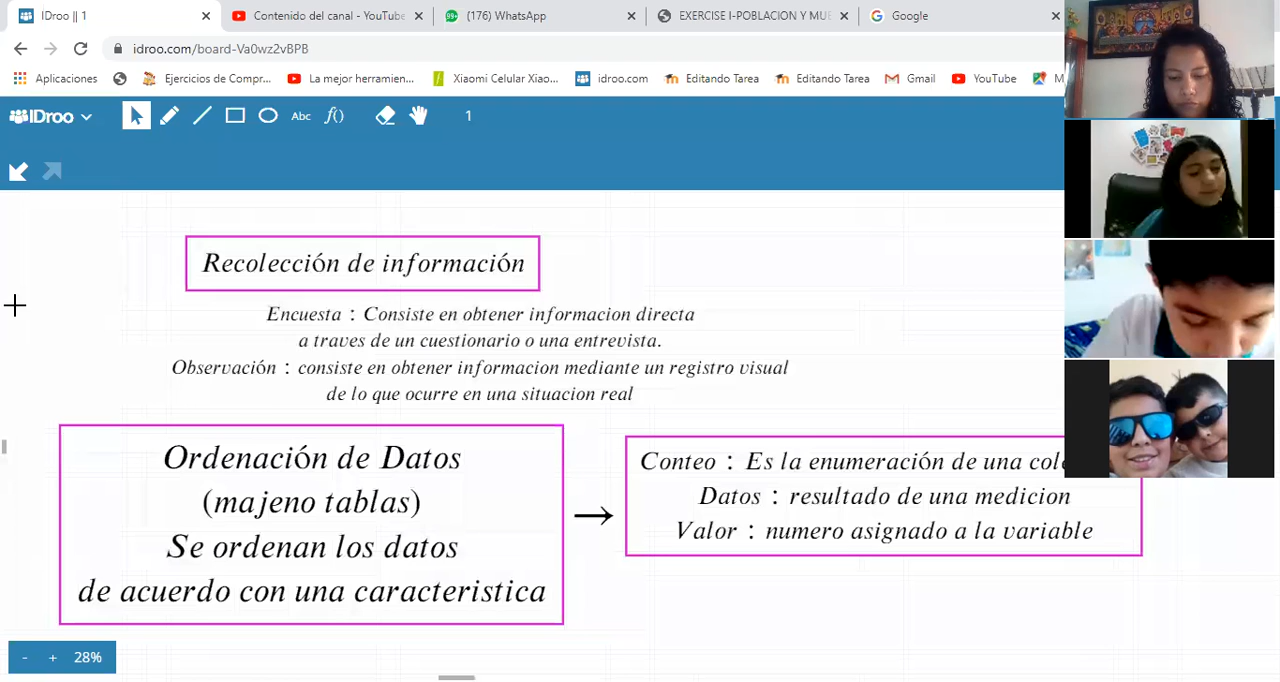 IDroo || 1
Contenido del canal - YouTube
(176) WhatsApp
EXERCISE I-POBLACION Y MUE
Google
idroo.com/board-Va0wz2vBPB
Aplicaciones
Ejercicios de Compr...
La mejor herramien...
Xiaomi Celular Xiao...
idroo.com
Editando Tarea
Editando Tarea
Gmail
YouTube
M
IDroo
Abc
f()
1
Recolección de información
Encuesta : Consiste en obtener informacion directa
a traves de un cuestionario o una entrevista.
Observación : consiste en obtener informacion mediante un registro visual
de lo que ocurre en una situacion real
Ordenación de Datos
(majeno tablas)
Se ordenan los datos
de acuerdo con una caracteristica
→
Conteo : Es la enumeración de una
Datos : resultado de una medicion
Valor : numero asignado a la variable
- + 28%